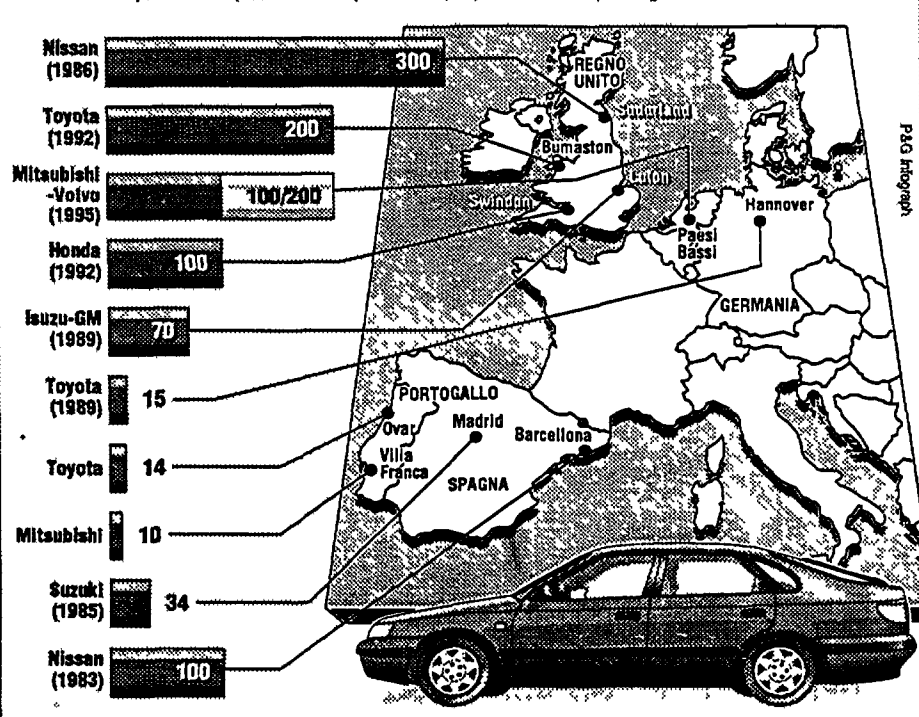 Nissan
(1986)
300
Toyota
(1992)
200
Mitsubishi
-Volvo
(1995)
100/200
Honda
(1992)
100
Isuzu-GM
(1989)
70
Toyota
(1989)
15
Toyota
14
Mitsubishi
10
Suzuki
(1985)
34
Nissan
(1983)
100
REGNO
UNITO
Sunderland
Bumaston
Luton
Swindon
Hannover
Paesi
Bassi
GERMANIA
PORTOGALLO
Ovar
Madrid
Barcellona
Villa
Franca
SPAGNA
P&G Infograph